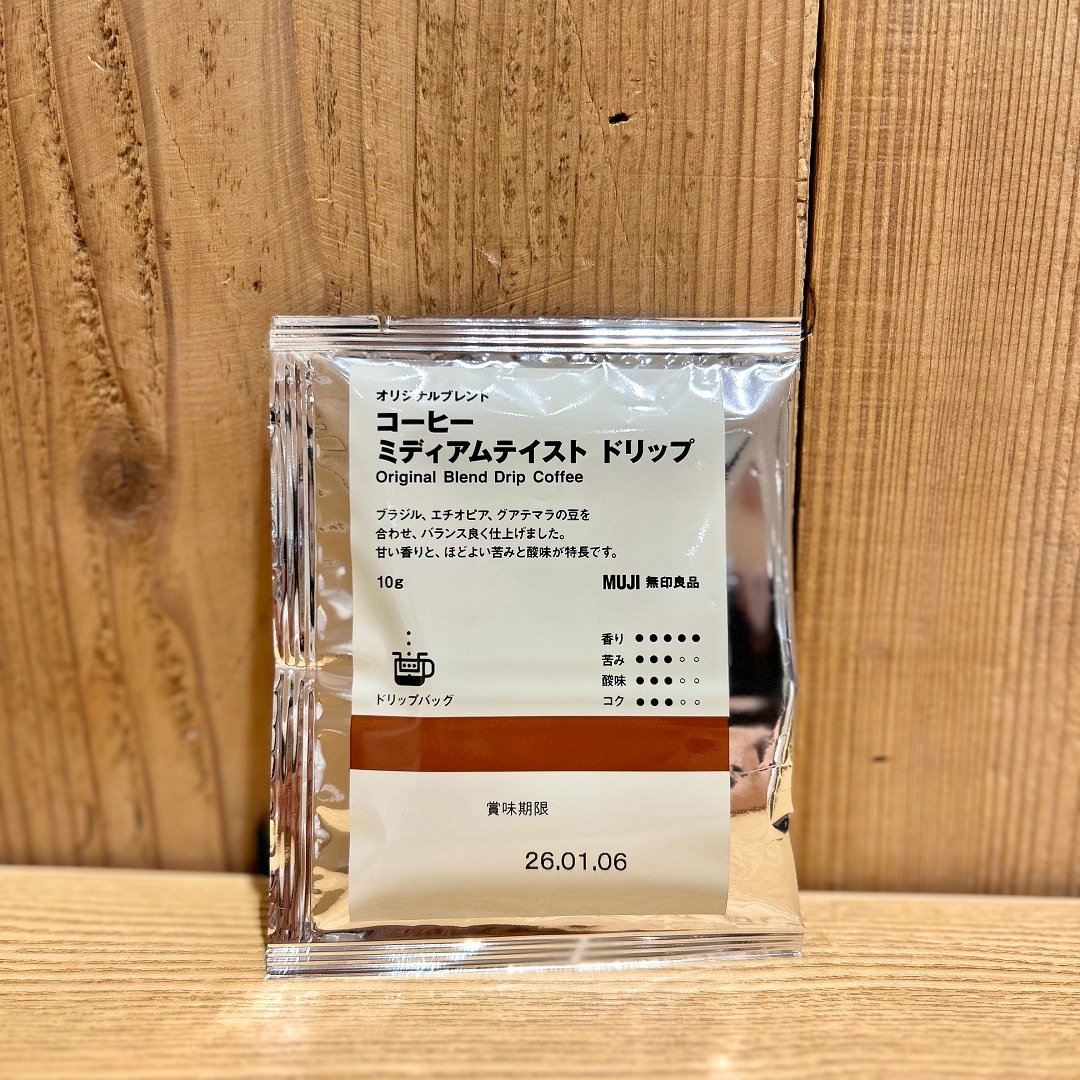 オリジナルブレンド
コーヒー
ミディアムテイスト ドリップ
Original Blend Drip Coffee
ブラジル、エチオピア、グアテマラの豆を
合わせ、バランス良く仕上げました。
甘い香りと、ほどよい苦みと酸味が特長です。
10g
MUJI 無印良品
香り ●●●●●
苦み ●●●○○
酸味 ●●●○○
コク ●●●○○
ドリップバッグ
賞味期限
26.01.06